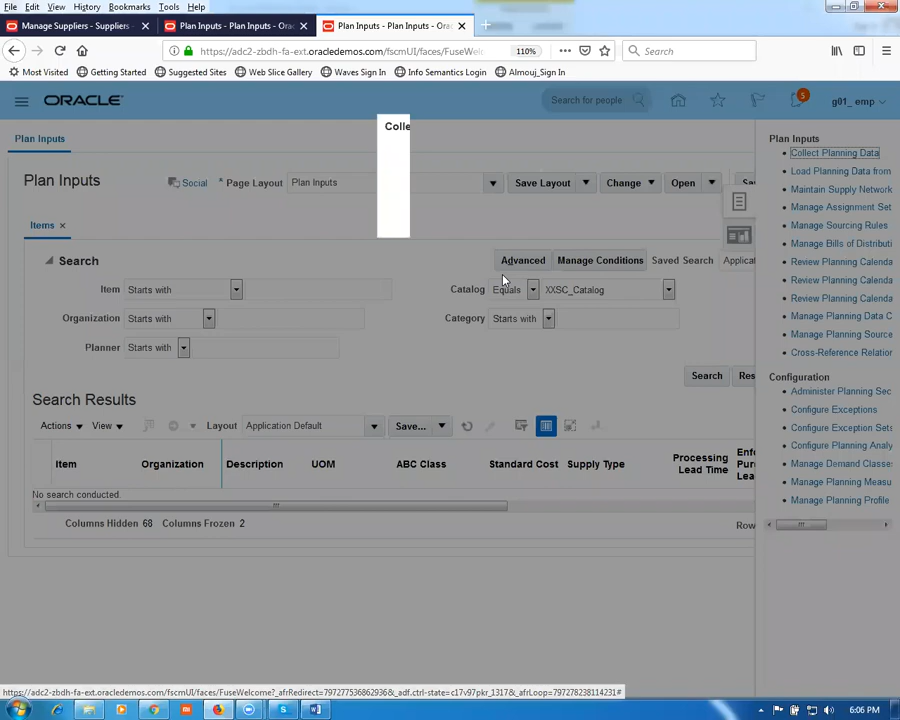 File Edit View History Bookmarks Tools Help
Manage Suppliers - Suppliers - Plan Inputs - Plan Inputs - Ora Plan Inputs - Plan Inputs - Ora
https://adc2-zbdh-fa-ext.oracledemos.com/fscmUI/faces/FuseWelc 110% Search
Most Visited Getting Started Suggested Sites Web Slice Gallery Waves Sign In Info Semantics Login Almouj_Sign In
ORACLE Search for people 5 g01_ emp
Plan Inputs
Plan Inputs
Colle
Collect Planning Data
Load Planning Data from
Maintain Supply Network
Manage Assignment Set
Manage Sourcing Rules
Manage Bills of Distributi
Review Planning Calenda
Review Planning Calenda
Review Planning Calenda
Manage Planning Data C
Manage Planning Source
Cross-Reference Relation
Configuration
Administer Planning Sec
Configure Exceptions
Configure Exception Sets
Configure Planning Analy
Manage Demand Classes
Manage Planning Measu
Manage Planning Profile
Plan Inputs Social * Page Layout Plan Inputs Save Layout Change Open Sa
Items
Search Advanced Manage Conditions Saved Search Applicat
Item Starts with Catalog Equals XXSC_Catalog
Organization Starts with Category Starts with
Planner Starts with
Search Res
Search Results
Actions View Layout Application Default Save...
Item Organization Description UOM ABC Class Standard Cost Supply Type Processing Lead Time Enfo Purc Lea
No search conducted.
Columns Hidden 68 Columns Frozen 2 Row
https://adc2-zbdh-fa-ext.oracledemos.com/fscmUI/faces/FuseWelcome?_afrRedirect=7972775368629368&_adf.ctrl-state=c17v97pkr_1317&_afrLoop=797278238114231#
6:06 PM